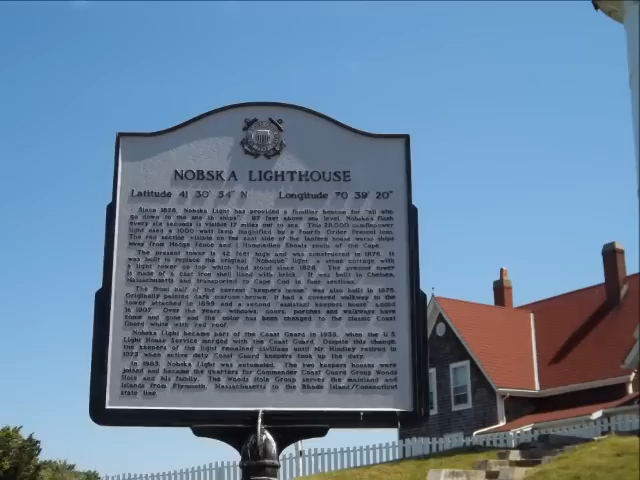 NOBSKA LIGHTHOUSE
Latitude 41 30' 54" N Longitude 70 39' 20"
Since 1828, Nobska Light has provided a familiar beacon for "all who
go down to the sea in ships". 87 feet above sea level, Nobska's flash
every six seconds is visible 17 miles out to sea. This 28,000 candlepower
light uses a 1000 watt lamp magnified by a fourth Order Fresnel lens.
The red section visible on the east side of the lantern house warns ships
away from Hedge Fence and L'Hommedieu Shoals south of the Cape.
The present tower is 42 feet high and was constructed in 1876. It
was built to replace the original "Nobsque" light, a stone cottage with
a light tower on top which had stood since 1828. The present tower
is made of a cast iron shell lined with brick. It was built in Chelsea,
Massachusetts and transported to Cape Cod in four sections.
The front half of the current "keepers house" was also built in 1876.
Originally painted dark maroon-brown, it had a covered walkway to the
tower attached in 1899 and a second "assistant keepers house" added
in 1907. Over the years, windows, doors, porches and walkways have
come and gone and the color has been changed to the classic Coast
Guard white with red roof.
Nobska Light became part of the Coast Guard in 1939, when the U.S.
Light House Service merged with the Coast Guard. Despite this change,
the keepers of the light remained civilians until Mr Hindley retired in
1973 when active duty Coast Guard keepers took up the duty.
In 1985, Nobska Light was automated. The two keepers houses were
joined and became the quarters for Commander Coast Guard Group Woods
Hole and his family. The Woods Hole Group serves the mainland and
islands from Plymouth, Massachusetts to the Rhode Island/Connecticut
state line.